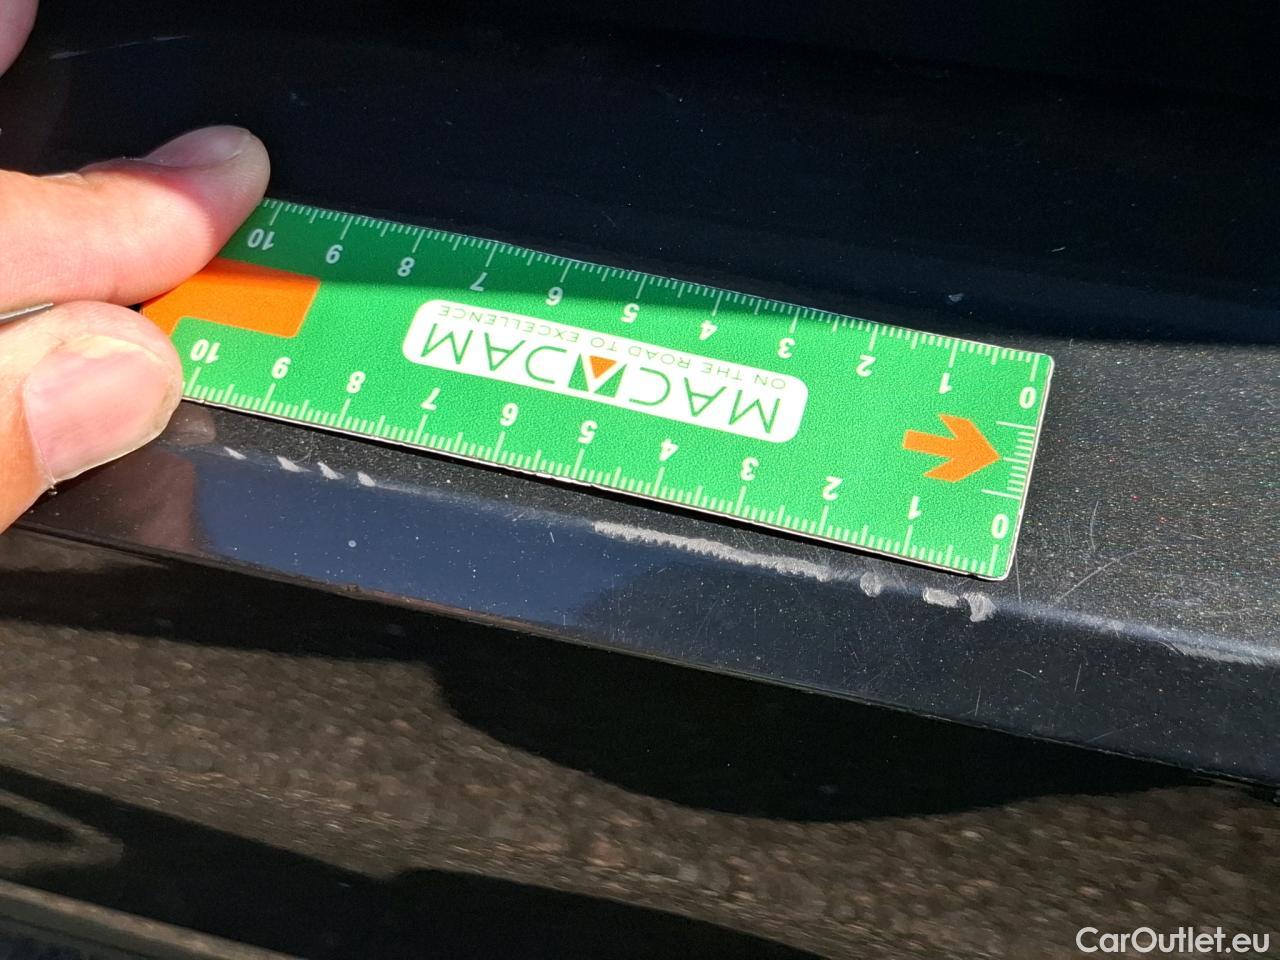 0 1 2 3 4 5 6 7 8 9 10
MACADAM
ON THE ROAD TO EXCELLENCE
10 9 8 7 6 5 4 3 2 1 0
CarOutlet.eu